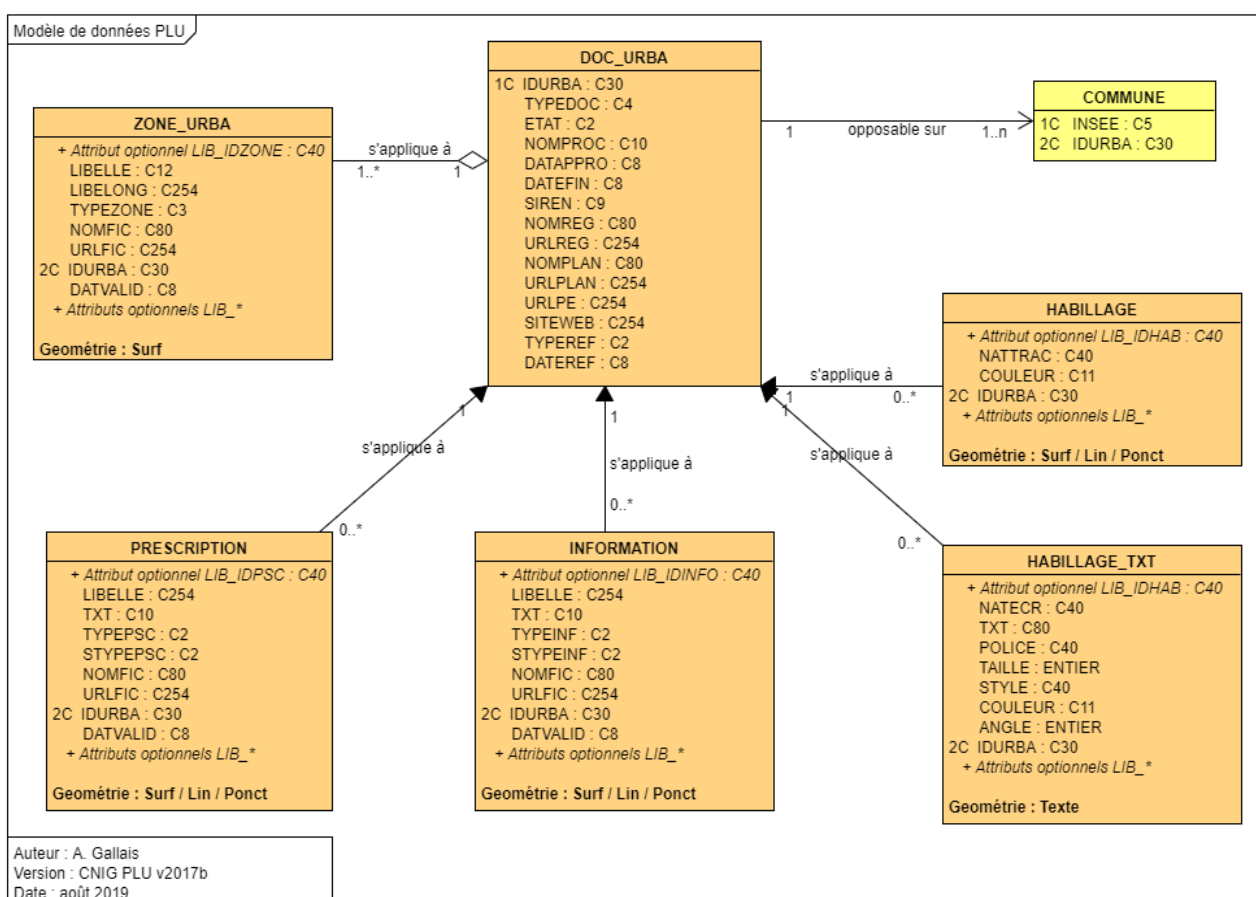 Modèle de données PLU
DOC_URBA
1C IDURBA : C30
TYPEDOC : C4
ETAT : C2
NOMPROC : C10
DATAPPRO : C8
DATEFIN : C8
SIREN : C9
NOMREG : C80
URLREG : C254
NOMPLAN : C80
URLPLAN : C254
URLPE : C254
SITEWEB : C254
TYPEREF : C2
DATEREF : C8
COMMUNE
1C INSEE : C5
2C IDURBA : C30
1
opposable sur
1..n
ZONE_URBA
+ Attribut optionnel LIB_IDZONE : C40
LIBELLE : C12
LIBELONG : C254
TYPEZONE : C3
NOMFIC : C80
URLFIC : C254
2C IDURBA : C30
DATVALID : C8
+ Attributs optionnels LIB_*
Geométrie : Surf
s'applique à
1..*
1
HABILLAGE
+ Attribut optionnel LIB_IDHAB : C40
NATTRAC : C40
COULEUR : C11
2C IDURBA : C30
+ Attributs optionnels LIB_*
Geométrie : Surf / Lin / Ponct
s'applique à
1
0..*
1
s'applique à
0..*
1
s'applique à
0..*
1
s'applique à
0..*
PRESCRIPTION
+ Attribut optionnel LIB_IDPSC : C40
LIBELLE : C254
TXT : C10
TYPEPSC : C2
STYPEPSC : C2
NOMFIC : C80
URLFIC : C254
2C IDURBA : C30
DATVALID : C8
+ Attributs optionnels LIB_*
Geométrie : Surf / Lin / Ponct
INFORMATION
+ Attribut optionnel LIB_IDINFO : C40
LIBELLE : C254
TXT : C10
TYPEINF : C2
STYPEINF : C2
NOMFIC : C80
URLFIC : C254
2C IDURBA : C30
DATVALID : C8
+ Attributs optionnels LIB_*
Geométrie : Surf / Lin / Ponct
HABILLAGE_TXT
+ Attribut optionnel LIB_IDHAB : C40
NATECR : C40
TXT : C80
POLICE : C40
TAILLE : ENTIER
STYLE : C40
COULEUR : C11
ANGLE : ENTIER
2C IDURBA : C30
+ Attributs optionnels LIB_*
Geométrie : Texte
Auteur : A. Gallais
Version : CNIG PLU v2017b
Date : août 2019